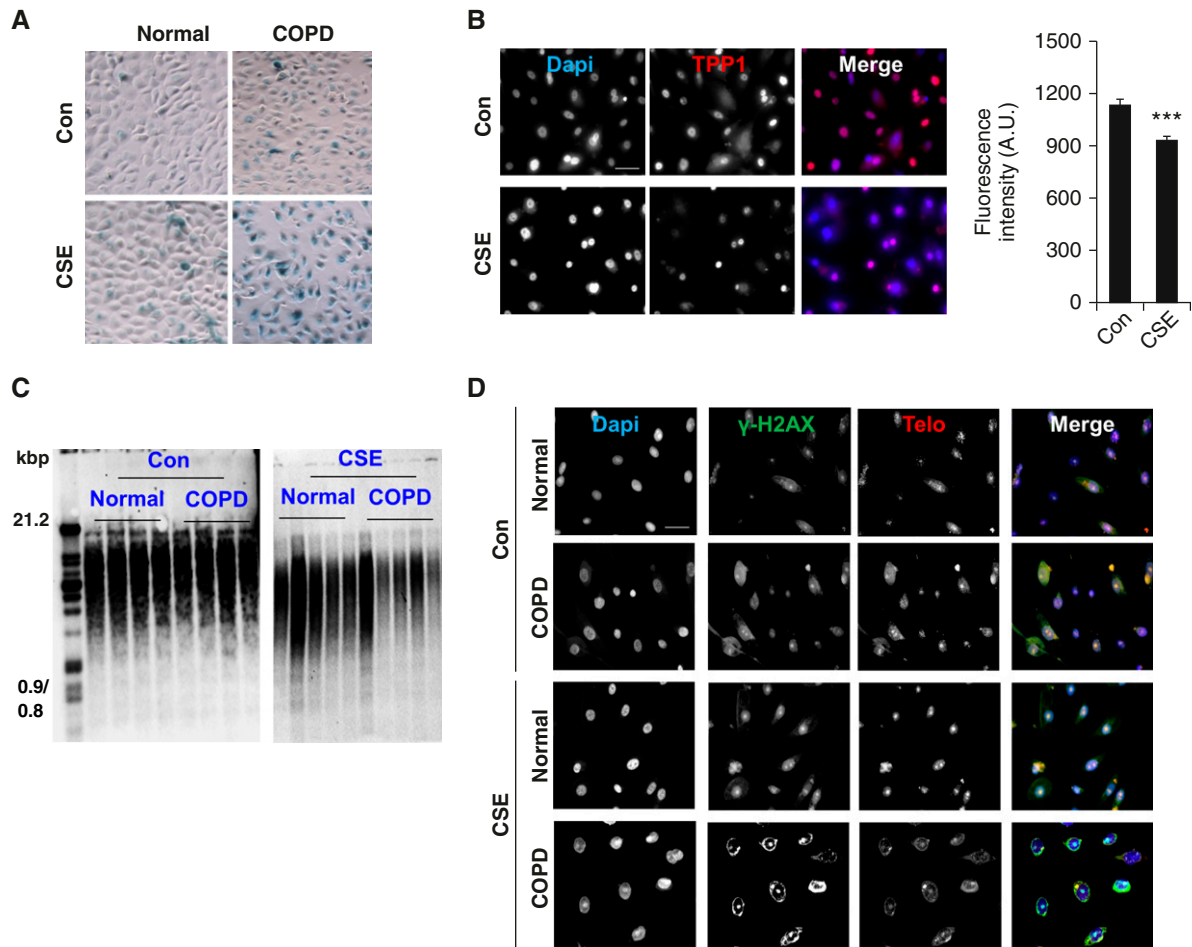 A
Normal
COPD
Con
CSE
B
Dapi
TPP1
Merge
Con
CSE
Fluorescence
intensity (A.U.)
1500
1200
900
600
300
0
***
Con
CSE
C
kbp
21.2
0.9/
0.8
Con
Normal
COPD
CSE
Normal
COPD
D
Dapi
γ-H2AX
Telo
Merge
Con
Normal
COPD
CSE
Normal
COPD